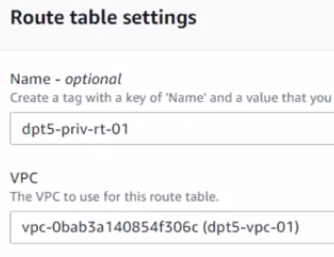 Route table settings
Name - optional
Create a tag with a key of 'Name' and a value that you
dpt5-priv-rt-01
VPC
The VPC to use for this route table.
vpc-0bab3a140854f306c (dpt5-vpc-01)